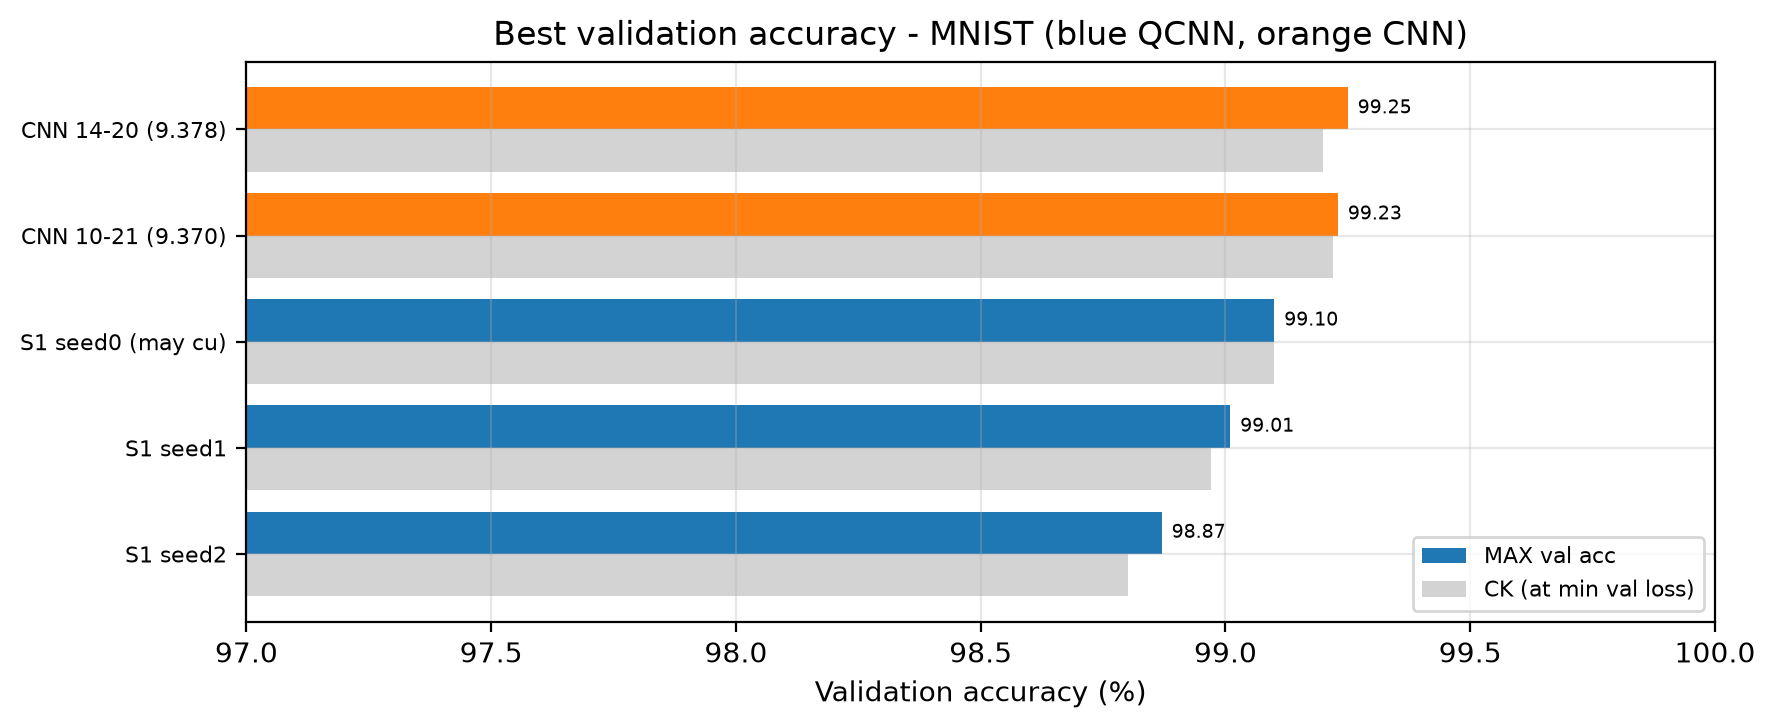 Best validation accuracy - MNIST (blue QCNN, orange CNN)
CNN 14-20 (9.378)
99.25
CNN 10-21 (9.370)
99.23
S1 seed0 (may cu)
99.10
S1 seed1
99.01
S1 seed2
98.87
MAX val acc
CK (at min val loss)
97.0 97.5 98.0 98.5 99.0 99.5 100.0
Validation accuracy (%)